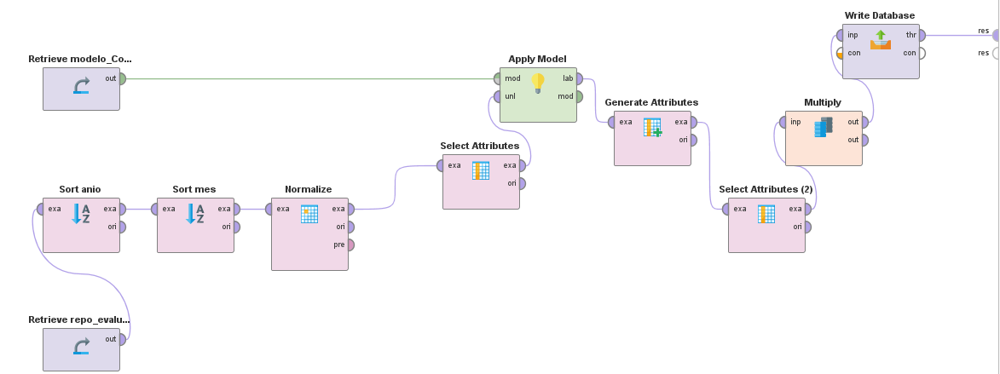 Write Database
inp thr res
con con res
Retrieve modelo_Co...
out
Apply Model
mod lab
unl mod
Generate Attributes
exa exa
ori
Multiply
inp out
out
Select Attributes
exa exa
ori
Sort anio
exa exa
ori
Sort mes
exa exa
ori
Normalize
exa exa
ori
pre
Select Attributes (2)
exa exa
ori
Retrieve repo_evalu...
out